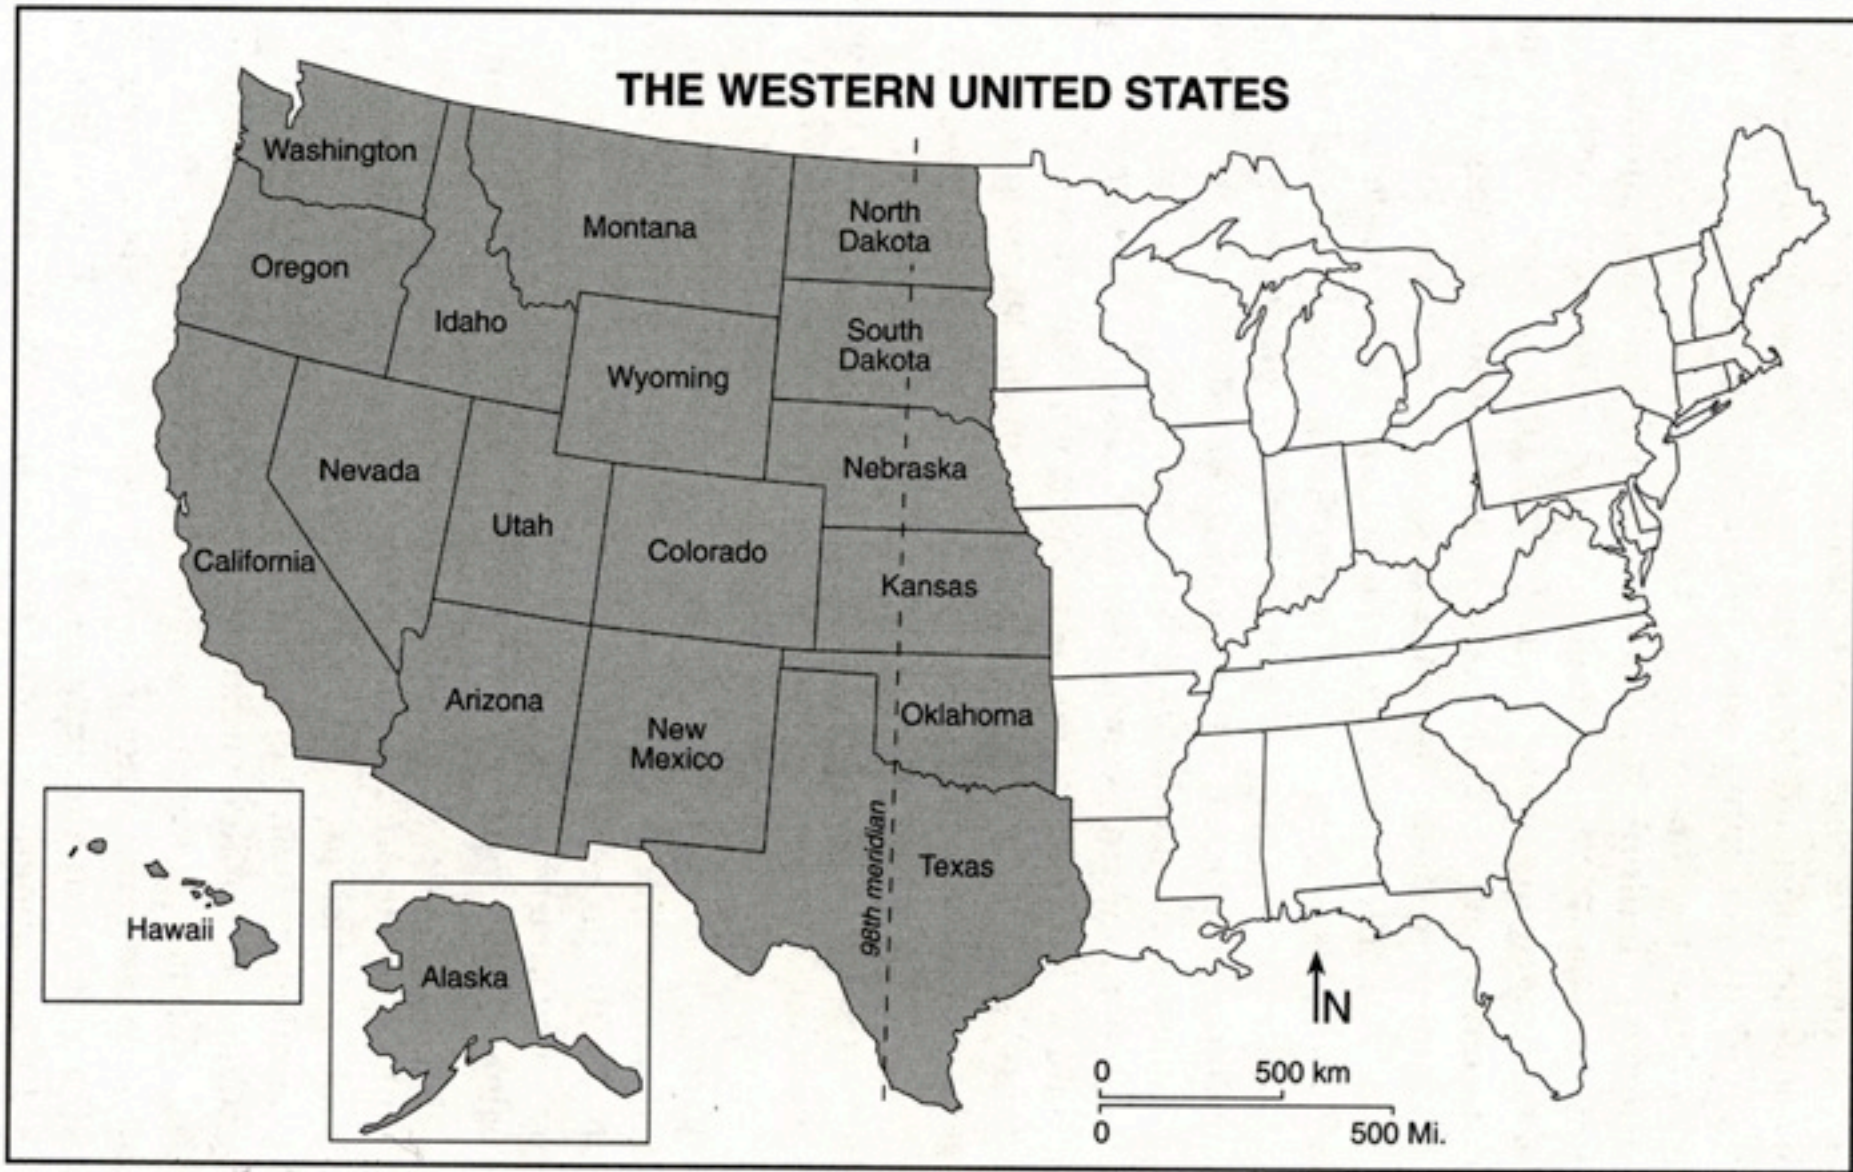 THE WESTERN UNITED STATES
Washington
Montana
North
Dakota
Oregon
Idaho
South
Dakota
Wyoming
Nevada
Nebraska
Utah
Colorado
California
Kansas
Arizona
New
Mexico
Oklahoma
98th meridian
Texas
Hawaii
Alaska
N
0 500 km
0 500 Mi.